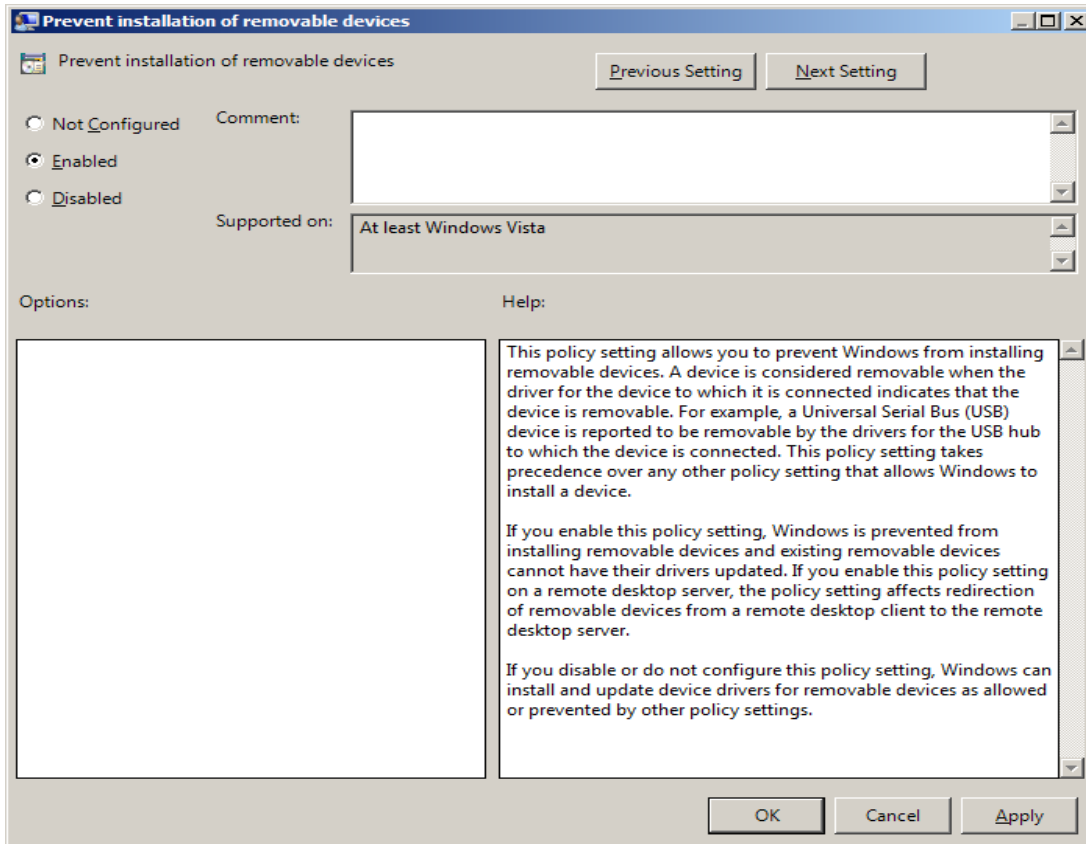 Prevent installation of removable devices
Prevent installation of removable devices
Previous Setting
Next Setting
Not Configured
Comment:
Enabled
Disabled
Supported on:
At least Windows Vista
Options:
Help:
This policy setting allows you to prevent Windows from installing
removable devices. A device is considered removable when the
driver for the device to which it is connected indicates that the
device is removable. For example, a Universal Serial Bus (USB)
device is reported to be removable by the drivers for the USB hub
to which the device is connected. This policy setting takes
precedence over any other policy setting that allows Windows to
install a device.
If you enable this policy setting, Windows is prevented from
installing removable devices and existing removable devices
cannot have their drivers updated. If you enable this policy setting
on a remote desktop server, the policy setting affects redirection
of removable devices from a remote desktop client to the remote
desktop server.
If you disable or do not configure this policy setting, Windows can
install and update device drivers for removable devices as allowed
or prevented by other policy settings.
OK
Cancel
Apply